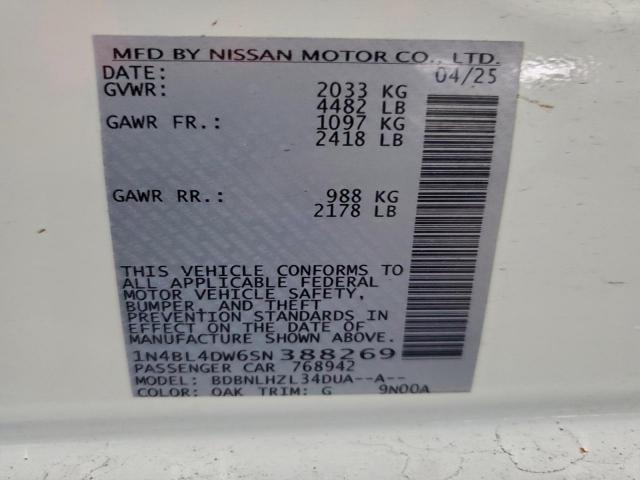 MFD BY NISSAN MOTOR CO., LTD.
DATE: 04/25
GVWR: 2033 KG
4482 LB
GAWR FR.: 1097 KG
2418 LB
GAWR RR.: 988 KG
2178 LB
THIS VEHICLE CONFORMS TO
ALL APPLICABLE FEDERAL
MOTOR VEHICLE SAFETY,
BUMPER, AND THEFT
PREVENTION STANDARDS IN
EFFECT ON THE DATE OF
MANUFACTURE SHOWN ABOVE.
1N4BL4DW6SN388269
PASSENGER CAR 768942
MODEL: BDBNLHZL34DUA--A--
COLOR: QAK TRIM: G 9N00A